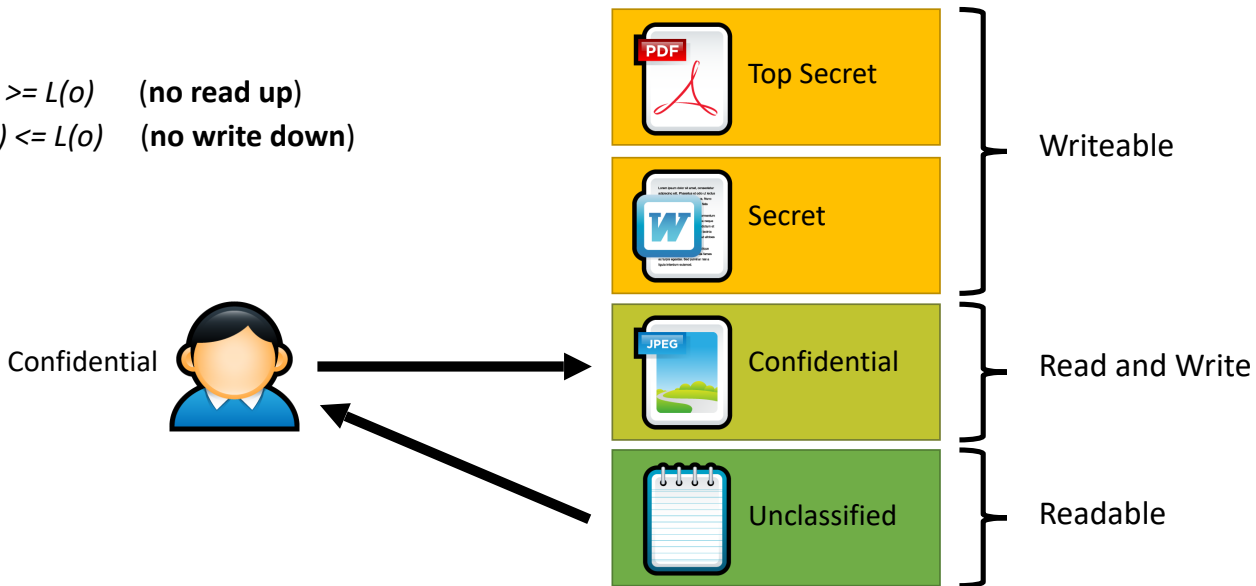 >= L(o) (no read up)
) <= L(o) (no write down)
PDF
Top Secret
Writeable
W
Secret
Confidential
JPEG
Confidential
Read and Write
Unclassified
Readable